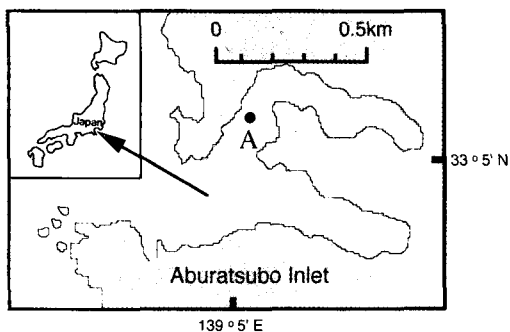 0 0.5km
Japan
A
33 o 5' N
Aburatsubo Inlet
139 o 5' E